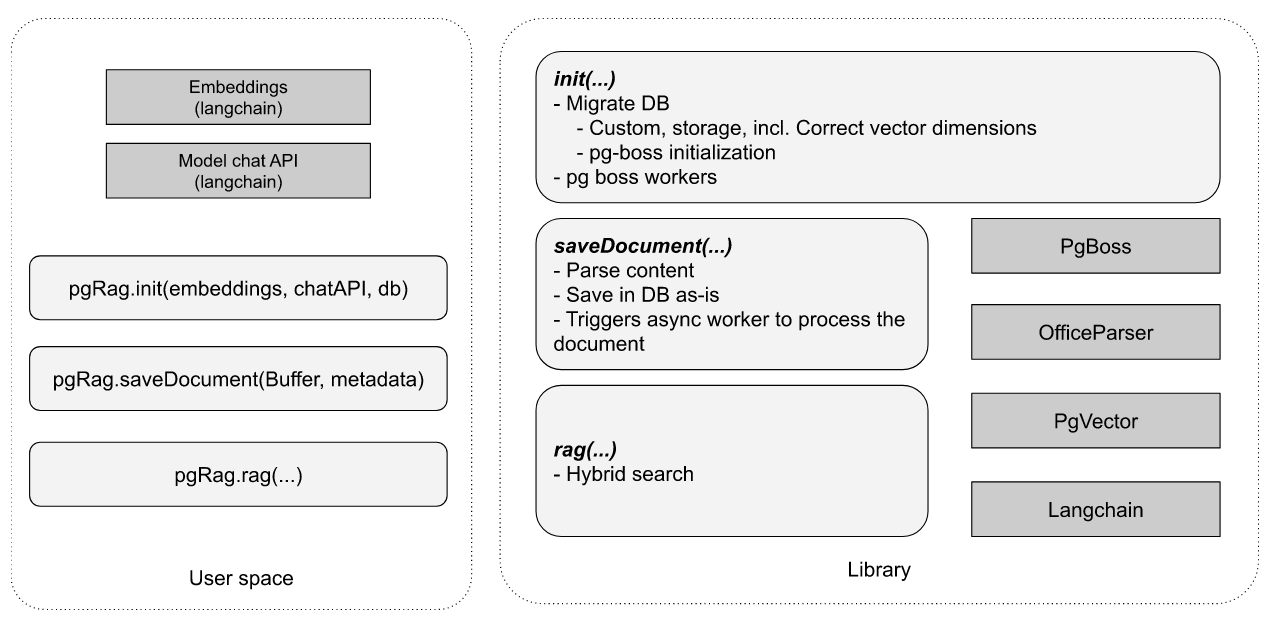 Embeddings
(langchain)
Model chat API
(langchain)
pgRag.init(embeddings, chatAPI, db)
pgRag.saveDocument(Buffer, metadata)
pgRag.rag(...)
User space
init(...)
- Migrate DB
- Custom, storage, incl. Correct vector dimensions
- pg-boss initialization
- pg boss workers
saveDocument(...)
- Parse content
- Save in DB as-is
- Triggers async worker to process the
document
rag(...)
- Hybrid search
PgBoss
OfficeParser
PgVector
Langchain
Library